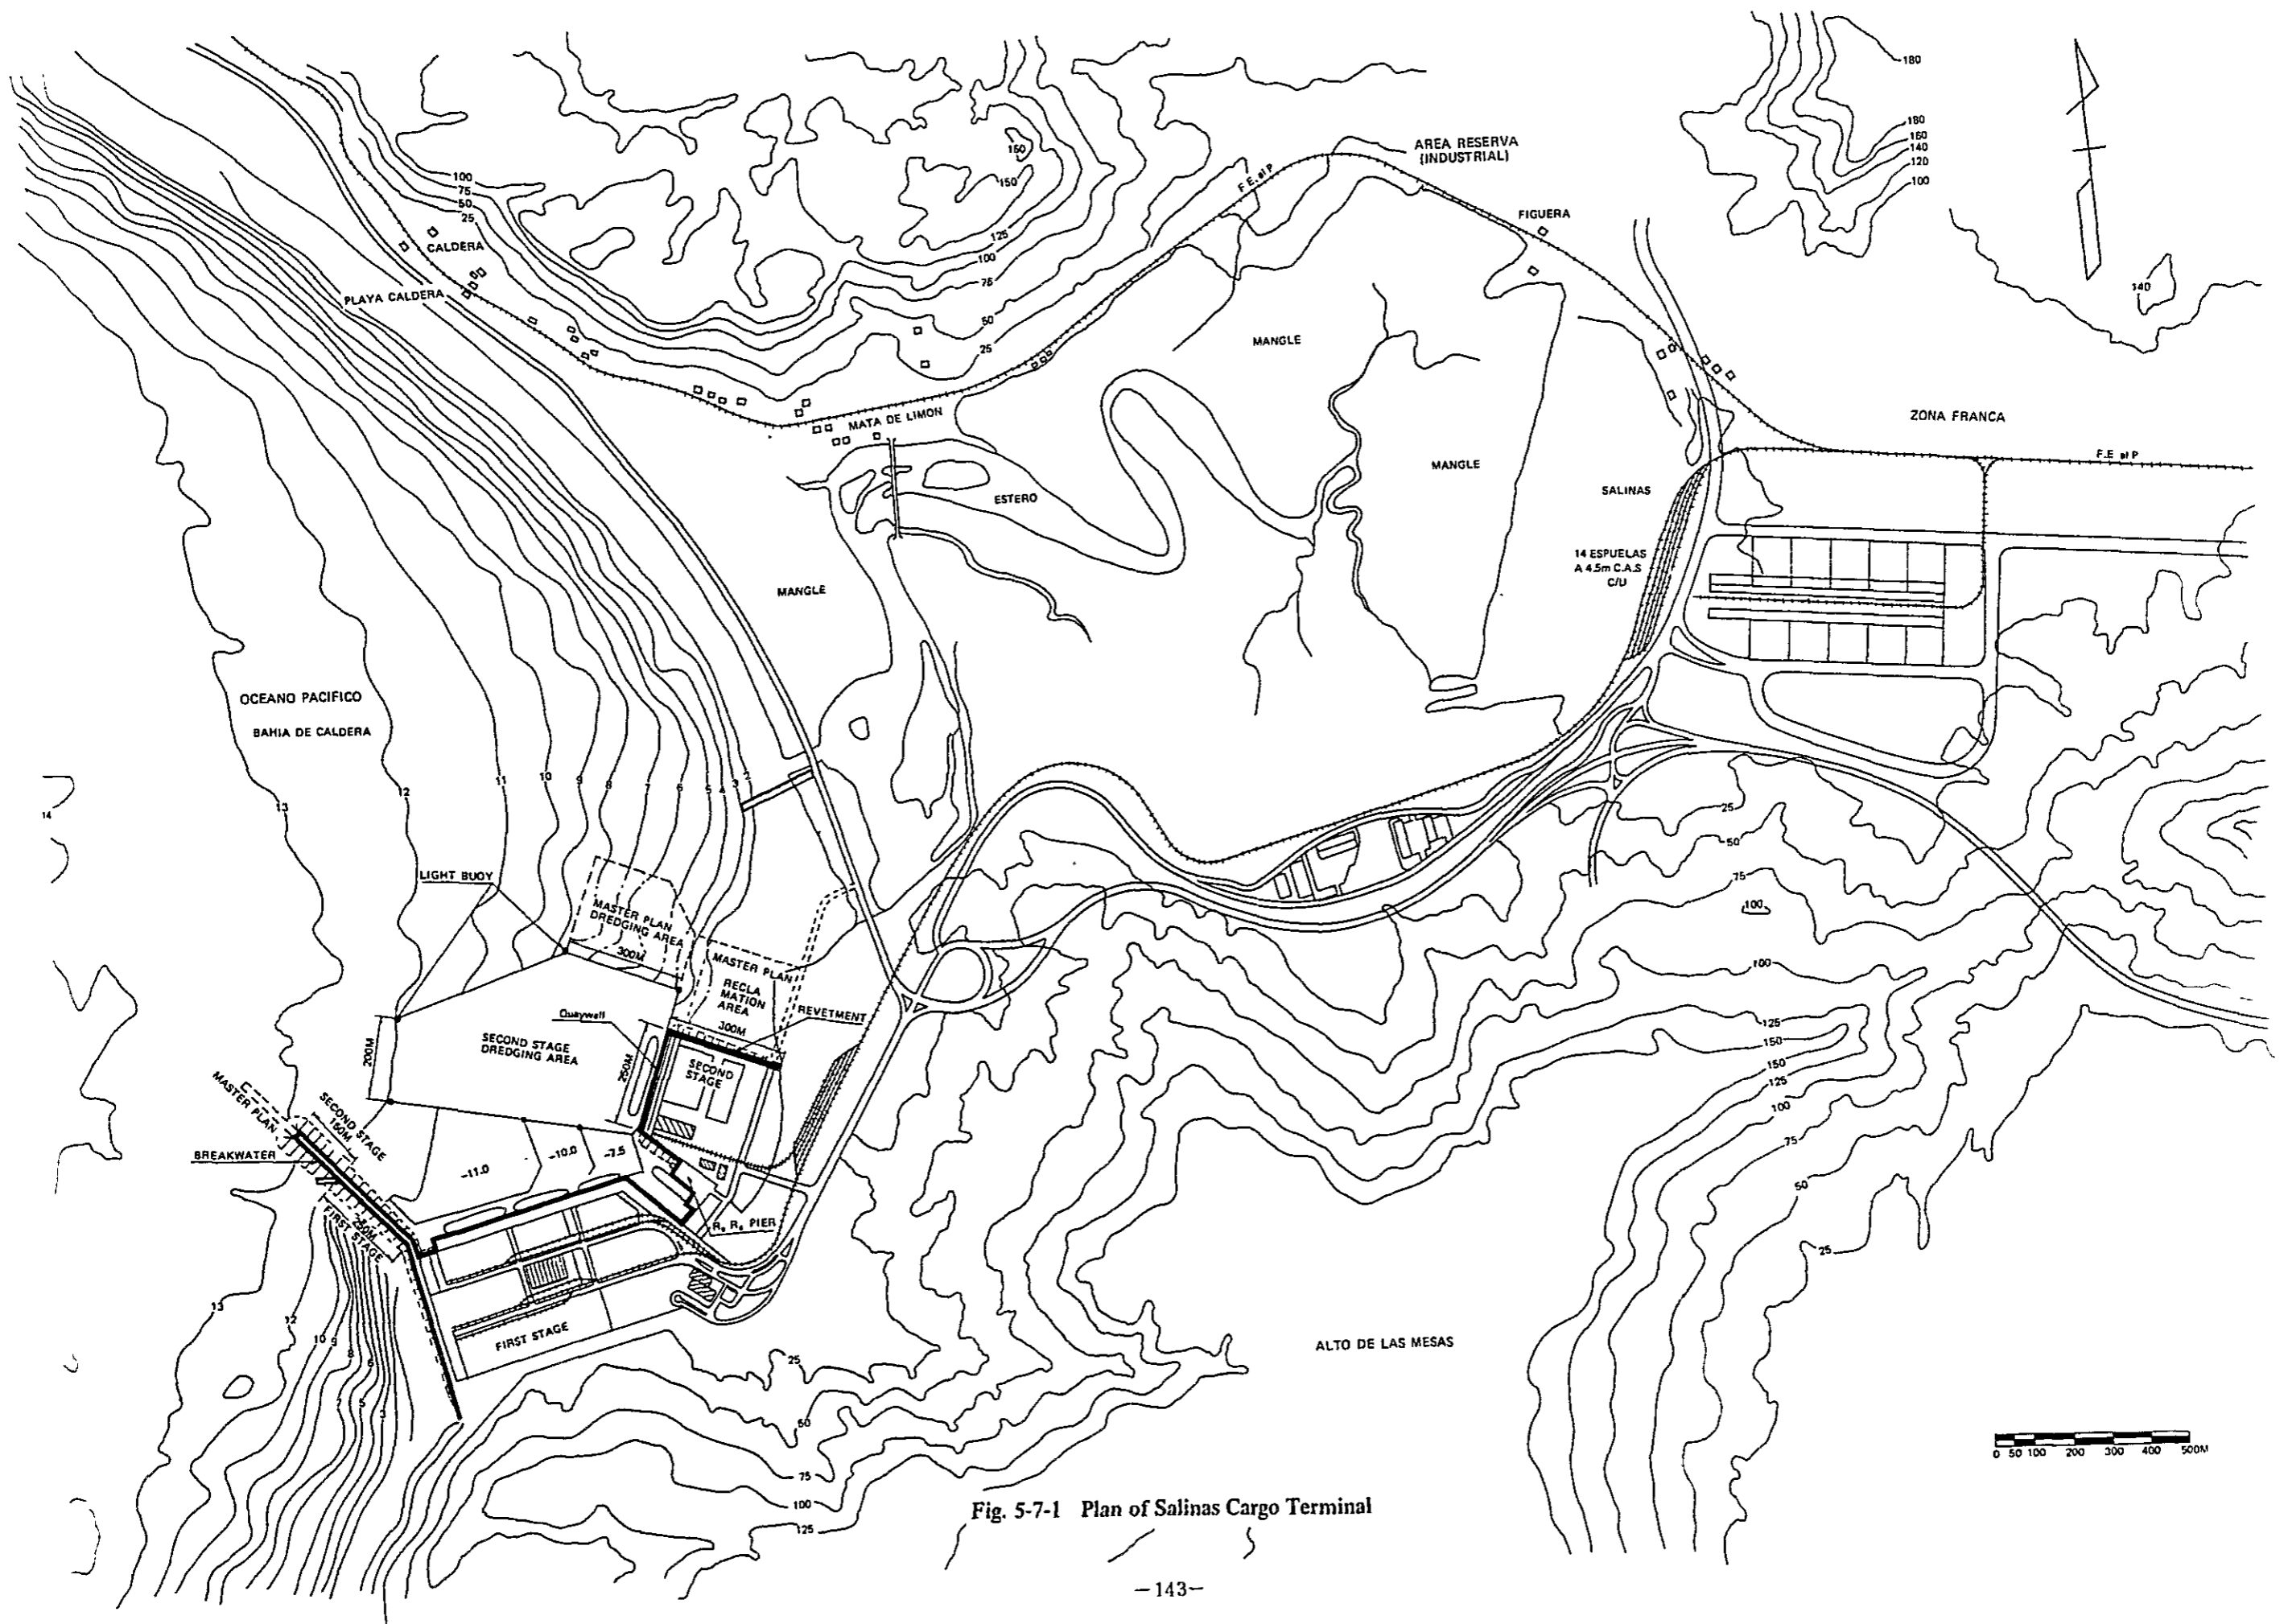 180
180
160
140
120
100
140
AREA RESERVA
(INDUSTRIAL)
F.E. al P
150
150
125
100
75
50
25
100
75
50
25
CALDERA
PLAYA CALDERA
FIGUERA
MANGLE
MANGLE
MATA DE LIMON
ESTERO
MANGLE
ZONA FRANCA
F.E al P
SALINAS
14 ESPUELAS
A 4.5m C.A.S
C/U
OCEANO PACIFICO
BAHIA DE CALDERA
14
13
12
11
10
9
8
7
6
5
4
3
2
LIGHT BUOY
MASTER PLAN
DREDGING AREA
300M
MASTER PLAN
RECLA
MATION
AREA
REVETMENT
300M
Quaywall
SECOND STAGE
DREDGING AREA
200M
250M
SECOND
STAGE
MASTER PLAN
SECOND STAGE
150M
BREAKWATER
-11.0
-10.0
-7.5
FIRST STAGE
250M
R. R. PIER
FIRST STAGE
13
12
10
9
8
6
7
5
3
25
50
75
100
100
125
150
150
125
100
75
50
25
25
50
75
100
125
ALTO DE LAS MESAS
0 50 100 200 300 400 500M
Fig. 5-7-1 Plan of Salinas Cargo Terminal
-143-